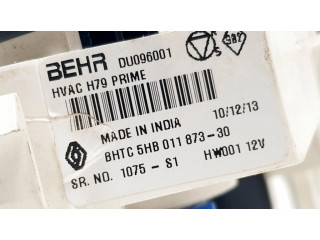 BEHR DU096001
HVAC H79 PRIME
10/12/13
MADE IN INDIA
BHTC 5HB 011 873-30
SR. NO. 1075 - S1 HW001 12V